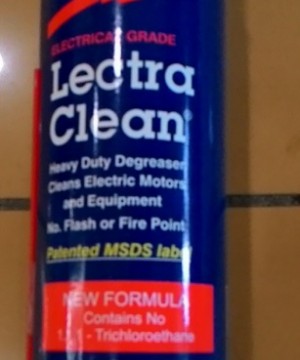 ELECTRICAL GRADE
Lectra
Clean®
Heavy Duty Degreaser
Cleans Electric Motors
and Equipment
No Flash or Fire Point
Patented MSDS label
NEW FORMULA
Contains No
1,1,1 - Trichloroethane